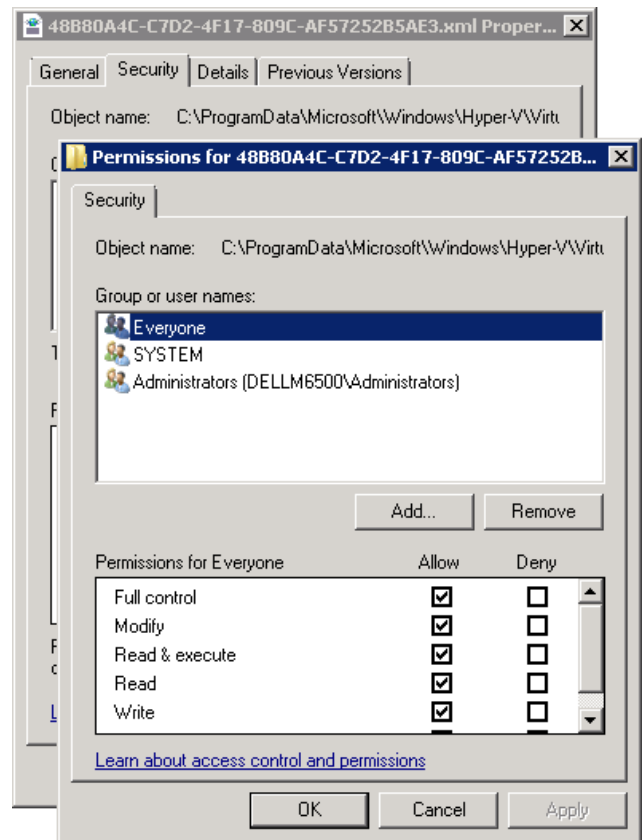 48B80A4C-C7D2-4F17-809C-AF57252B5AE3.xml Proper...
General Security Details Previous Versions
Object name: C:\ProgramData\Microsoft\Windows\Hyper-V\Virtu
Permissions for 48B80A4C-C7D2-4F17-809C-AF57252B...
Security
Object name: C:\ProgramData\Microsoft\Windows\Hyper-V\Virtu
Group or user names:
Everyone
SYSTEM
Administrators (DELLM6500\Administrators)
Add... Remove
Permissions for Everyone Allow Deny
Full control
Modify
Read & execute
Read
Write
Learn about access control and permissions
OK Cancel Apply